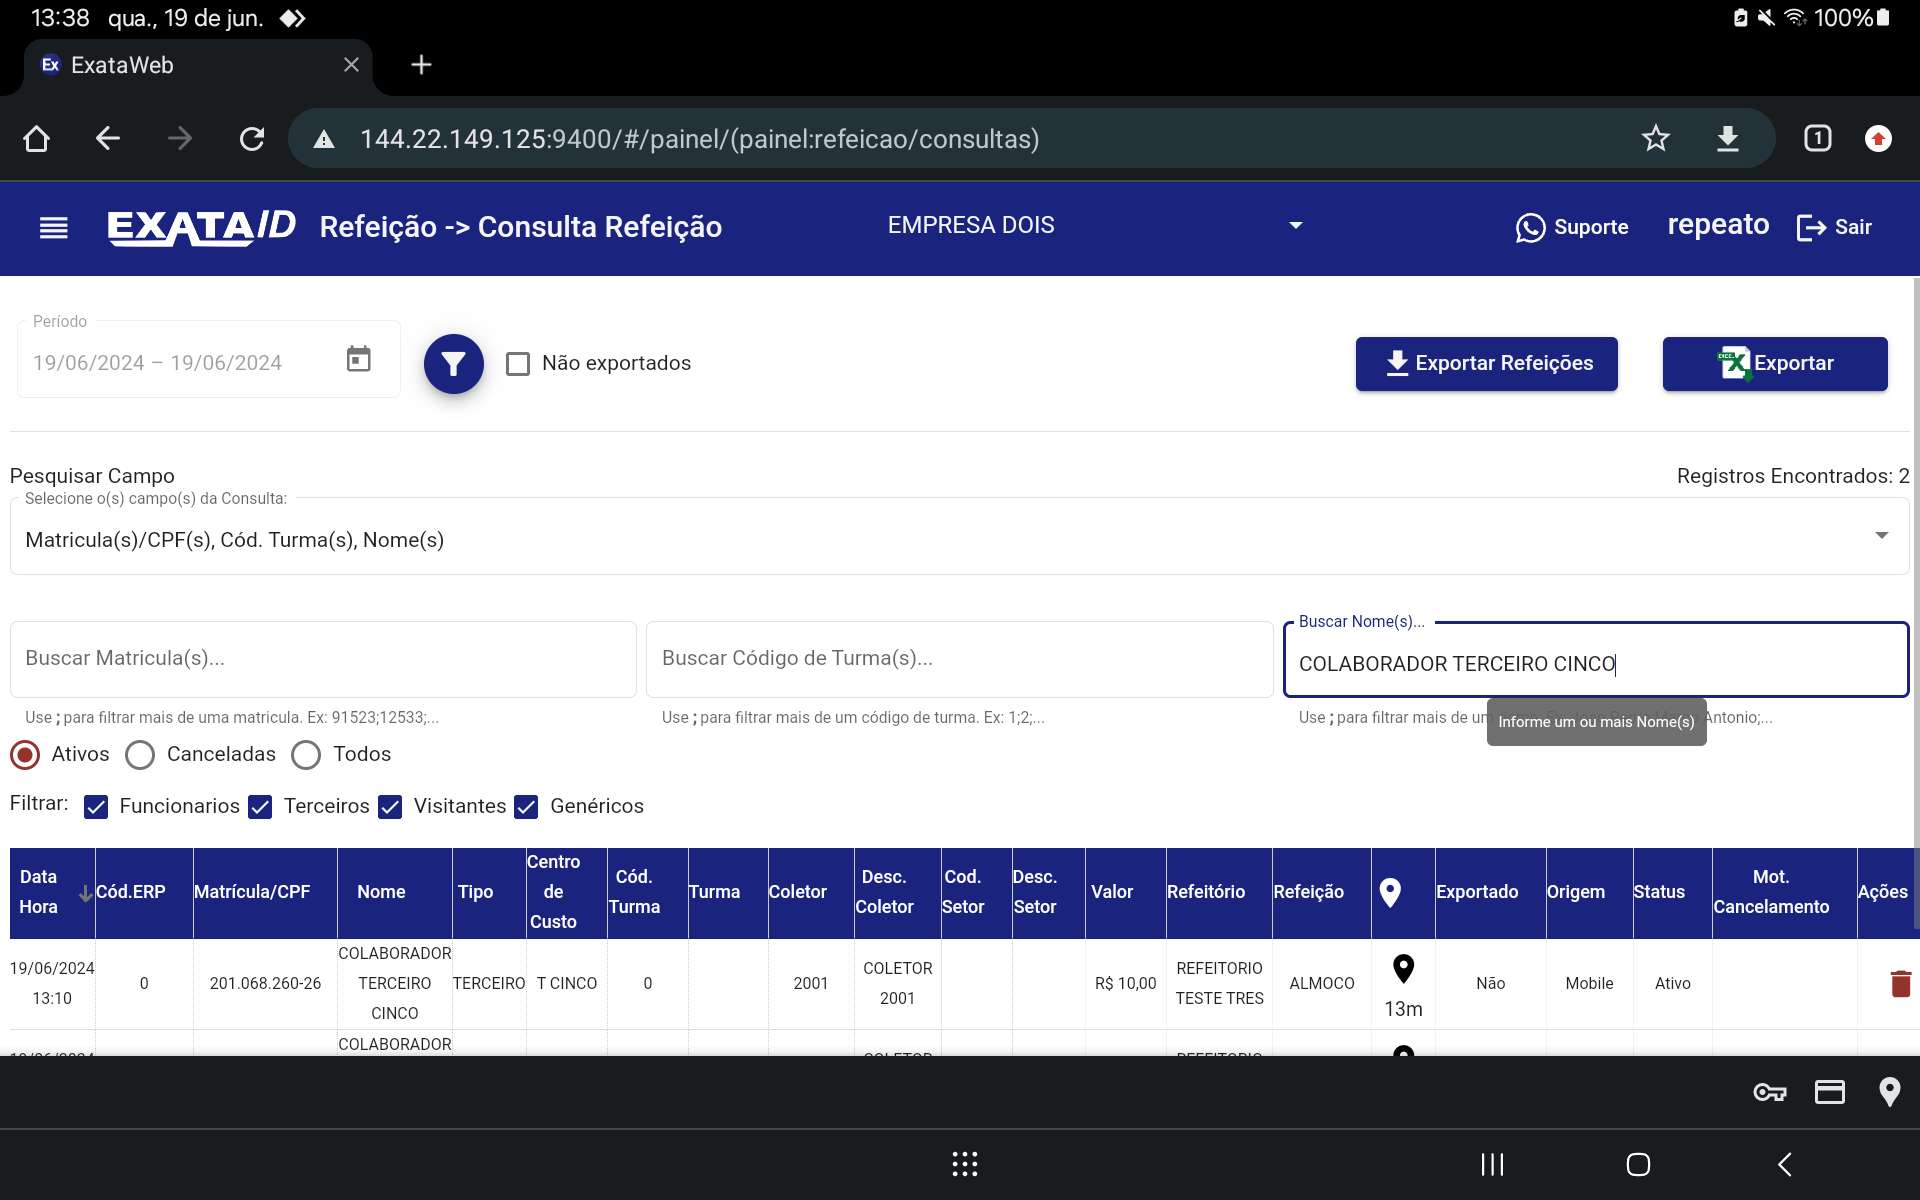 13:38 qua., 19 de jun. 100%
Ex ExataWeb
144.22.149.125:9400/#/painel/(painel:refeicao/consultas) 1
EXATA/ID Refeição -> Consulta Refeição EMPRESA DOIS Suporte repeato Sair
Período
19/06/2024 – 19/06/2024 Não exportados Exportar Refeições Exportar
Pesquisar Campo Registros Encontrados: 2
Selecione o(s) campo(s) da Consulta:
Matricula(s)/CPF(s), Cód. Turma(s), Nome(s)
Buscar Nome(s)...
Buscar Matricula(s)... Buscar Código de Turma(s)... COLABORADOR TERCEIRO CINCO
Use ; para filtrar mais de uma matricula. Ex: 91523;12533;... Use ; para filtrar mais de um código de turma. Ex: 1;2;... Use ; para filtrar mais de um Antonio;...
Informe um ou mais Nome(s)
Ativos Canceladas Todos
Filtrar: Funcionarios Terceiros Visitantes Genéricos
Data Hora Cód.ERP Matrícula/CPF Nome Tipo Centro de Custo Cód. Turma Turma Coletor Desc. Coletor Cod. Setor Desc. Setor Valor Refeitório Refeição Exportado Origem Status Mot. Cancelamento Ações
19/06/2024 13:10 0 201.068.260-26 COLABORADOR TERCEIRO CINCO TERCEIRO T CINCO 0 2001 COLETOR 2001 R$ 10,00 REFEITORIO TESTE TRES ALMOCO 13m Não Mobile Ativo
COLABORADOR